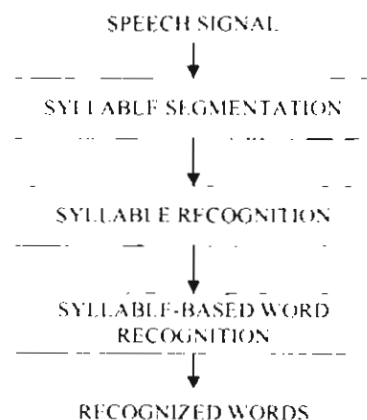 SPEECH SIGNAL
SYLLABLE SEGMENTATION
SYLLABLE RECOGNITION
SYLLABLE-BASED WORD
RECOGNITION
RECOGNIZED WORDS